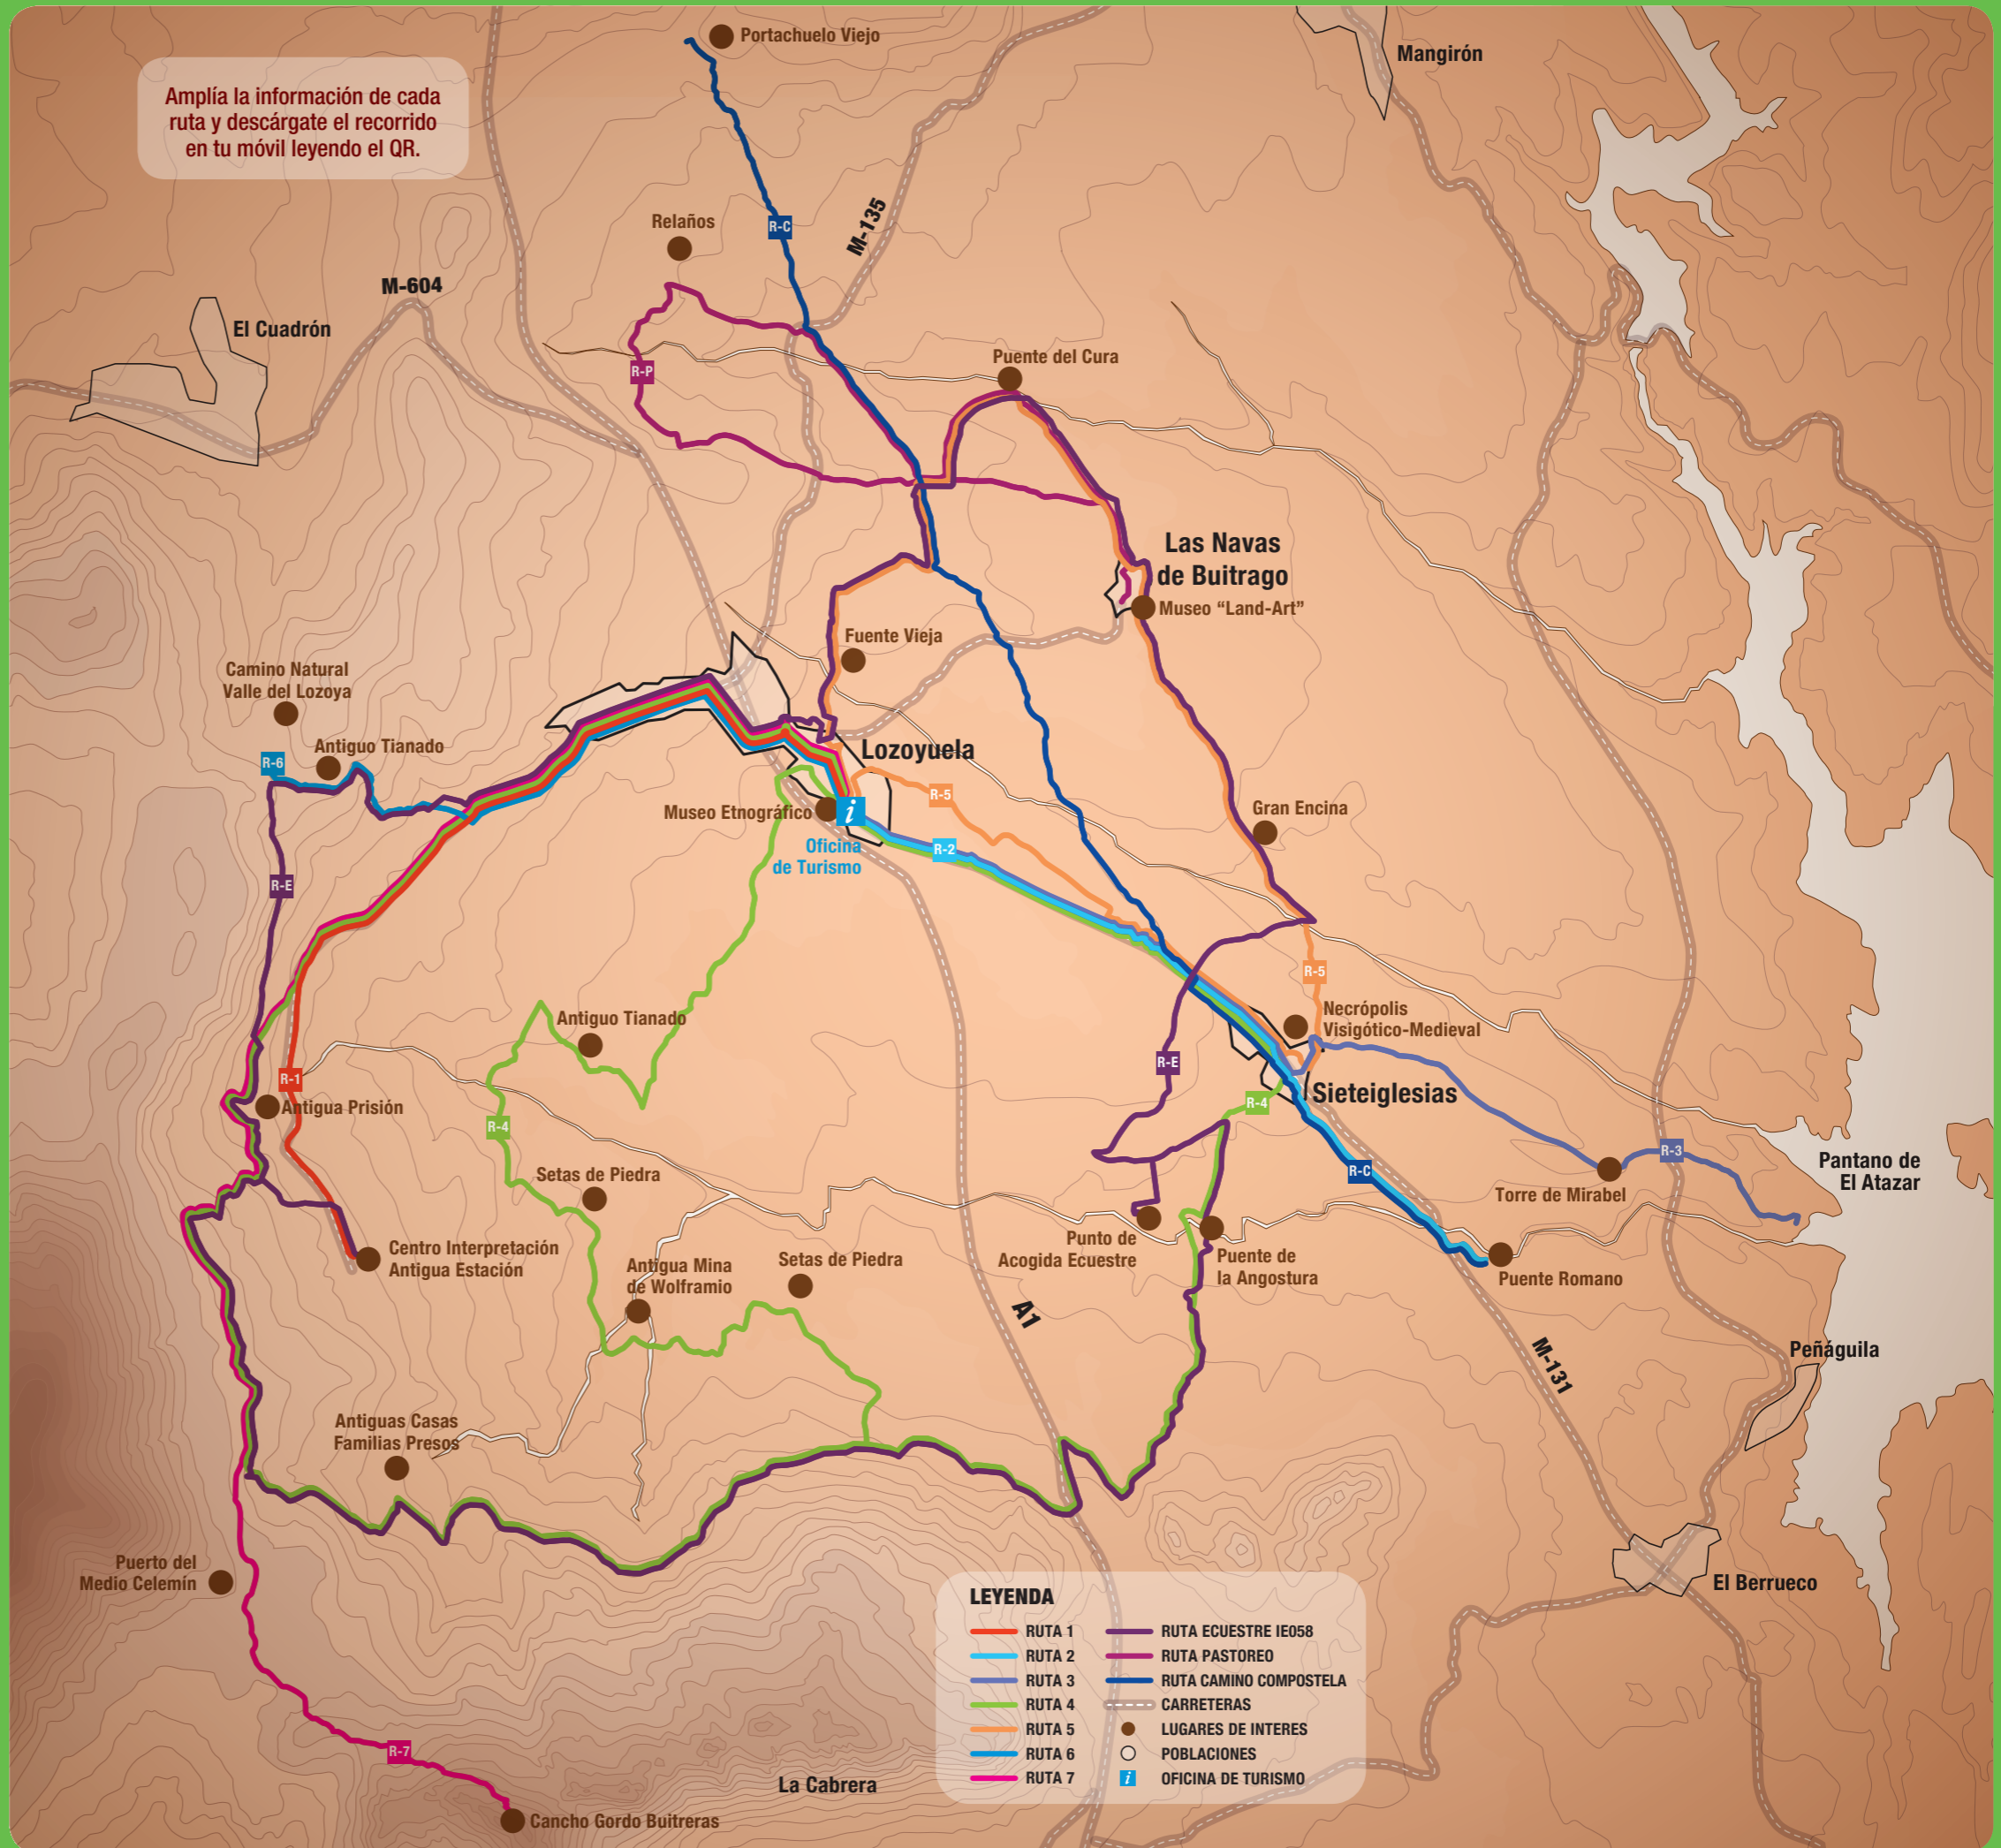 Portachuelo Viejo
Mangirón
Amplía la información de cada
ruta y descárgate el recorrido
en tu móvil leyendo el QR.
Relaños
R-C
M-135
M-604
El Cuadrón
R-P
Puente del Cura
Las Navas
de Buitrago
Museo “Land-Art”
Fuente Vieja
Camino Natural
Valle del Lozoya
R-6
Antiguo Tianado
Lozoyuela
Museo Etnográfico
i
Oficina
de Turismo
R-5
R-2
Gran Encina
R-E
R-5
Necrópolis
Visigótico-Medieval
Antiguo Tianado
R-E
R-1
Antigua Prisión
R-4
R-4
Sieteiglesias
R-C
R-3
Torre de Mirabel
Pantano de
El Atazar
Setas de Piedra
Centro Interpretación
Antigua Estación
Antigua Mina
de Wolframio
Setas de Piedra
Punto de
Acogida Ecuestre
Puente de
la Angostura
Puente Romano
A1
M-131
Peñáguila
Antiguas Casas
Familias Presos
Puerto del
Medio Celemín
El Berrueco
R-7
La Cabrera
Cancho Gordo Buitreras
LEYENDA
RUTA 1
RUTA 2
RUTA 3
RUTA 4
RUTA 5
RUTA 6
RUTA 7
RUTA ECUESTRE IE058
RUTA PASTOREO
RUTA CAMINO COMPOSTELA
CARRETERAS
LUGARES DE INTERES
POBLACIONES
i
OFICINA DE TURISMO